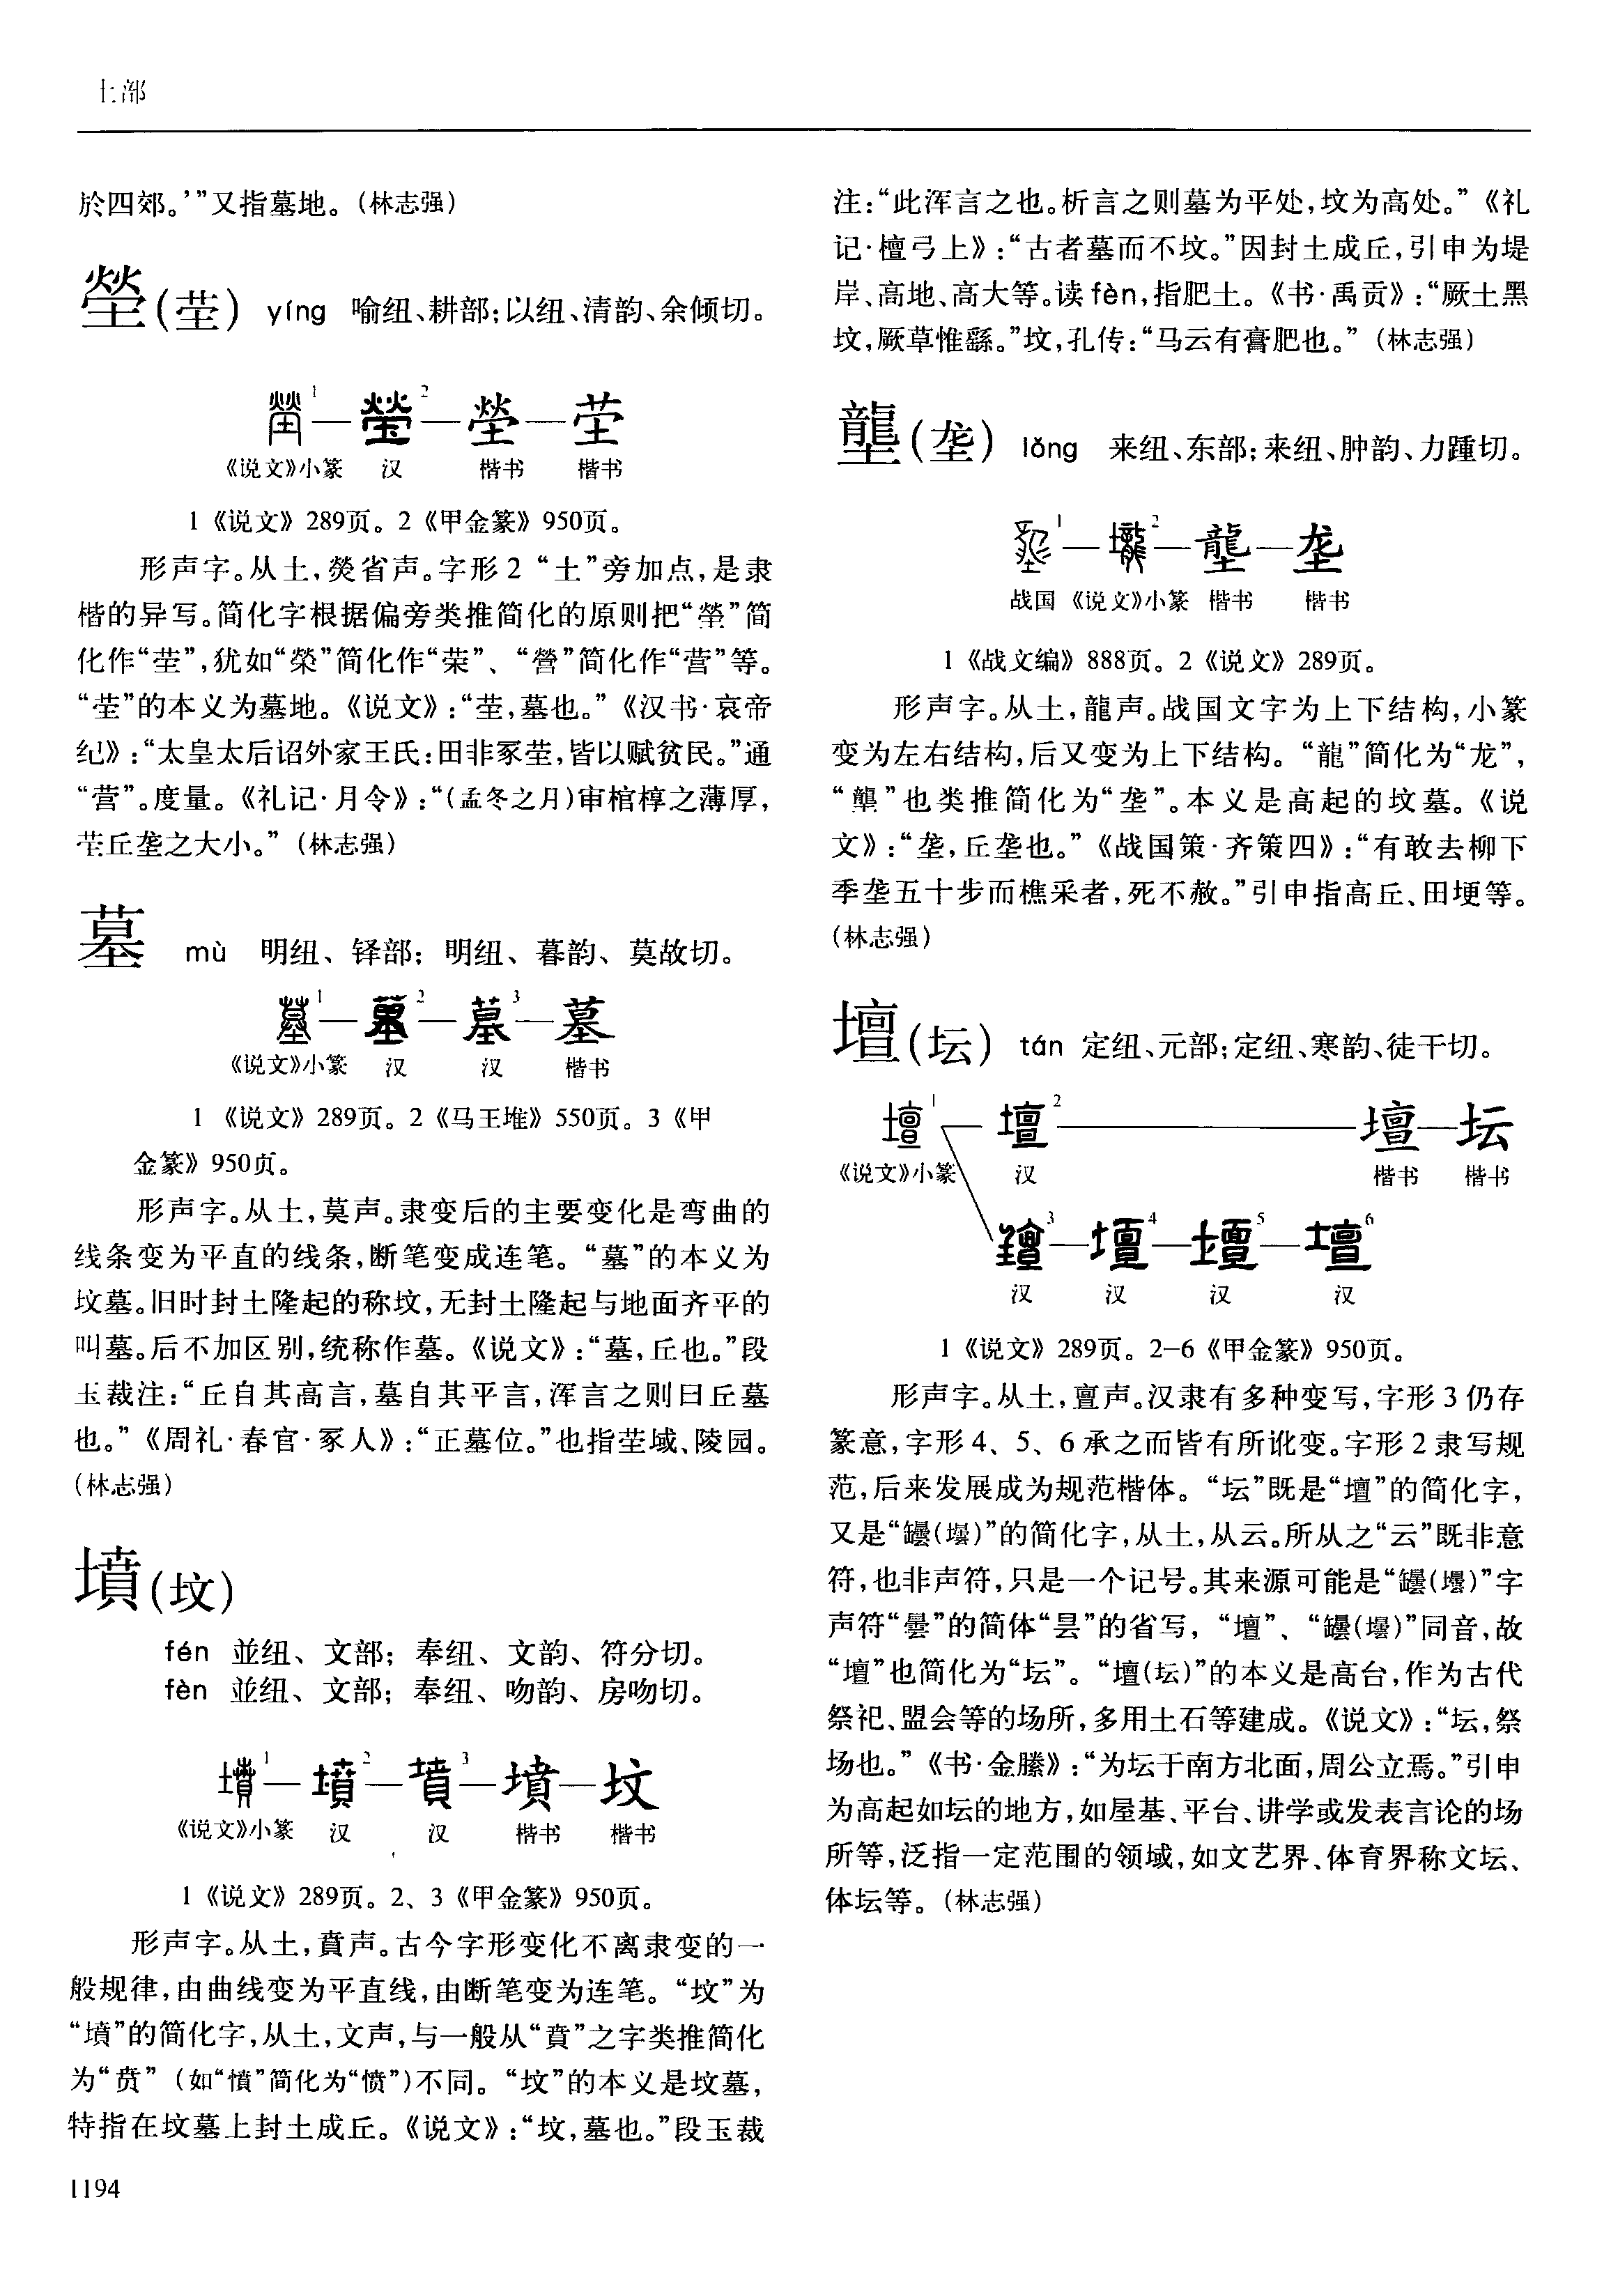 土部
於四郊。’”又指墓地。(林志强)
塋(茔) yíng 喻纽、耕部;以纽、清韵、余倾切。
塋1—塋2—塋—茔
《说文》小篆 汉 楷书 楷书
1《说文》289页。2《甲金篆》950页。
形声字。从土,熒省声。字形2“土”旁加点,是隶
楷的异写。简化字根据偏旁类推简化的原则把“塋”简
化作“茔”,犹如“榮”简化作“荣”、“營”简化作“营”等。
“茔”的本义为墓地。《说文》:“茔,墓也。”《汉书·哀帝
纪》:“太皇太后诏外家王氏:田非冢茔,皆以赋贫民。”通
“营”。度量。《礼记·月令》:“(孟冬之月)审棺椁之薄厚,
茔丘垄之大小。”(林志强)
墓 mù 明纽、铎部;明纽、暮韵、莫故切。
墓1—墓2—墓3—墓
《说文》小篆 汉 汉 楷书
1《说文》289页。2《马王堆》550页。3《甲
金篆》950页。
形声字。从土,莫声。隶变后的主要变化是弯曲的
线条变为平直的线条,断笔变成连笔。“墓”的本义为
坟墓。旧时封土隆起的称坟,无封土隆起与地面齐平的
叫墓。后不加区别,统称作墓。《说文》:“墓,丘也。”段
玉裁注:“丘自其高言,墓自其平言,浑言之则曰丘墓
也。”《周礼·春官·冢人》:“正墓位。”也指茔域、陵园。
(林志强)
墳(坟)
fén 並纽、文部;奉纽、文韵、符分切。
fèn 並纽、文部;奉纽、吻韵、房吻切。
墳1—墳2—墳3—墳—坟
《说文》小篆 汉 汉 楷书 楷书
1《说文》289页。2、3《甲金篆》950页。
形声字。从土,賁声。古今字形变化不离隶变的一
般规律,由曲线变为平直线,由断笔变为连笔。“坟”为
“墳”的简化字,从土,文声,与一般从“賁”之字类推简化
为“贲”(如“憤”简化为“愤”)不同。“坟”的本义是坟墓,
特指在坟墓上封土成丘。《说文》:“坟,墓也。”段玉裁
注:“此浑言之也。析言之则墓为平处,坟为高处。”《礼
记·檀弓上》:“古者墓而不坟。”因封土成丘,引申为堤
岸、高地、高大等。读fèn,指肥土。《书·禹贡》:“厥土黑
坟,厥草惟繇。”坟,孔传:“马云有膏肥也。”(林志强)
壟(垄) lǒng 来纽、东部;来纽、肿韵、力踵切。
壟1—壟2—壟—垄
战国 《说文》小篆 楷书 楷书
1《战文编》888页。2《说文》289页。
形声字。从土,龍声。战国文字为上下结构,小篆
变为左右结构,后又变为上下结构。“龍”简化为“龙”,
“壟”也类推简化为“垄”。本义是高起的坟墓。《说
文》:“垄,丘垄也。”《战国策·齐策四》:“有敢去柳下
季垄五十步而樵采者,死不赦。”引申指高丘、田埂等。
(林志强)
壇(坛) tán 定纽、元部;定纽、寒韵、徒干切。
壇1 壇2 壇—坛
《说文》小篆 汉 楷书 楷书
壇3—壇4—壇5—壇6
汉 汉 汉 汉
1《说文》289页。2-6《甲金篆》950页。
形声字。从土,亶声。汉隶有多种变写,字形3仍存
篆意,字形4、5、6承之而皆有所讹变。字形2隶写规
范,后来发展成为规范楷体。“坛”既是“壇”的简化字,
又是“罎(壜)”的简化字,从土,从云。所从之“云”既非意
符,也非声符,只是一个记号。其来源可能是“罎(壜)”字
声符“曇”的简体“昙”的省写,“壇”、“罎(壜)”同音,故
“壇”也简化为“坛”。“壇(坛)”的本义是高台,作为古代
祭祀、盟会等的场所,多用土石等建成。《说文》:“坛,祭
场也。”《书·金縢》:“为坛于南方北面,周公立焉。”引申
为高起如坛的地方,如屋基、平台、讲学或发表言论的场
所等,泛指一定范围的领域,如文艺界、体育界称文坛、
体坛等。(林志强)
1194